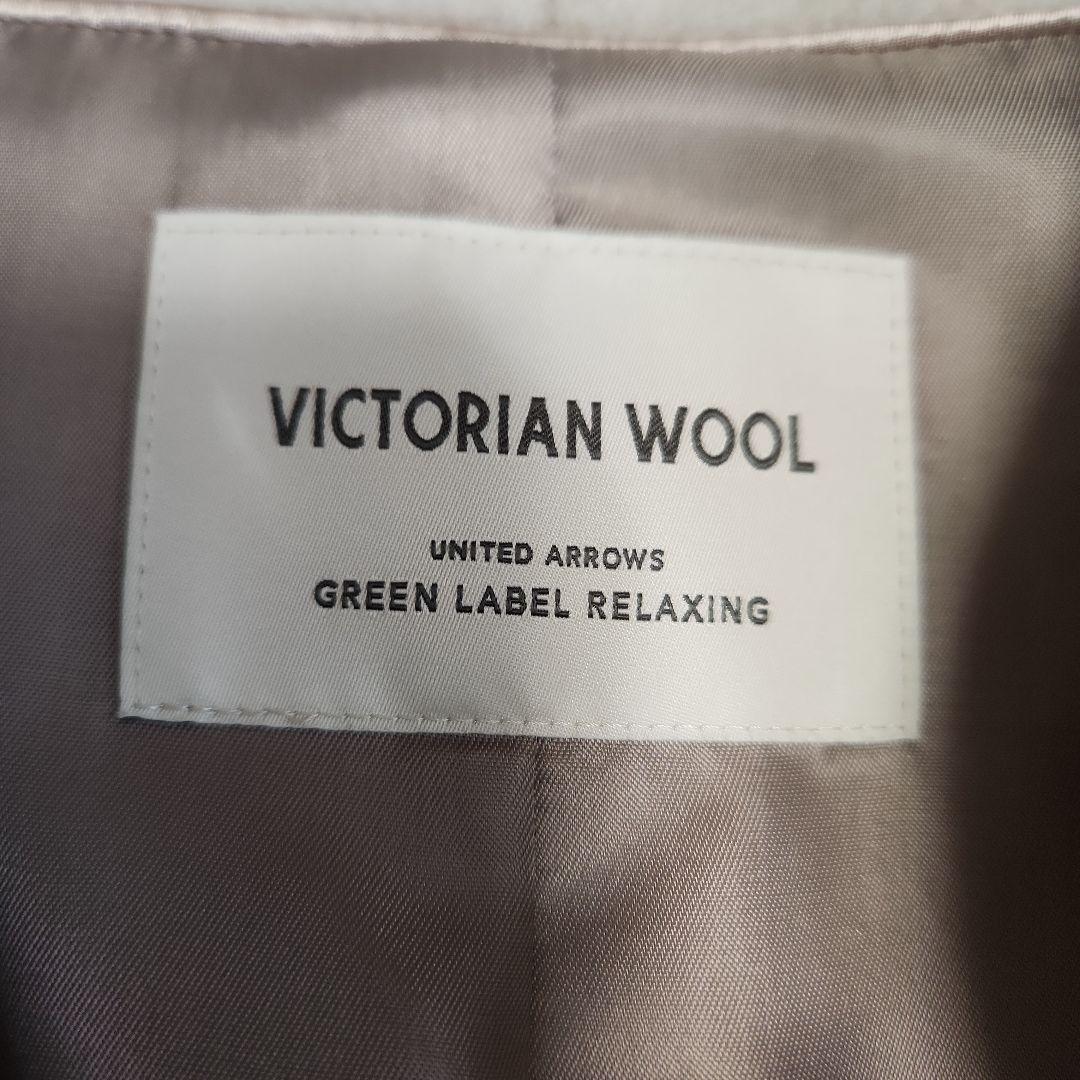 VICTORIAN WOOL
UNITED ARROWS
GREEN LABEL RELAXING